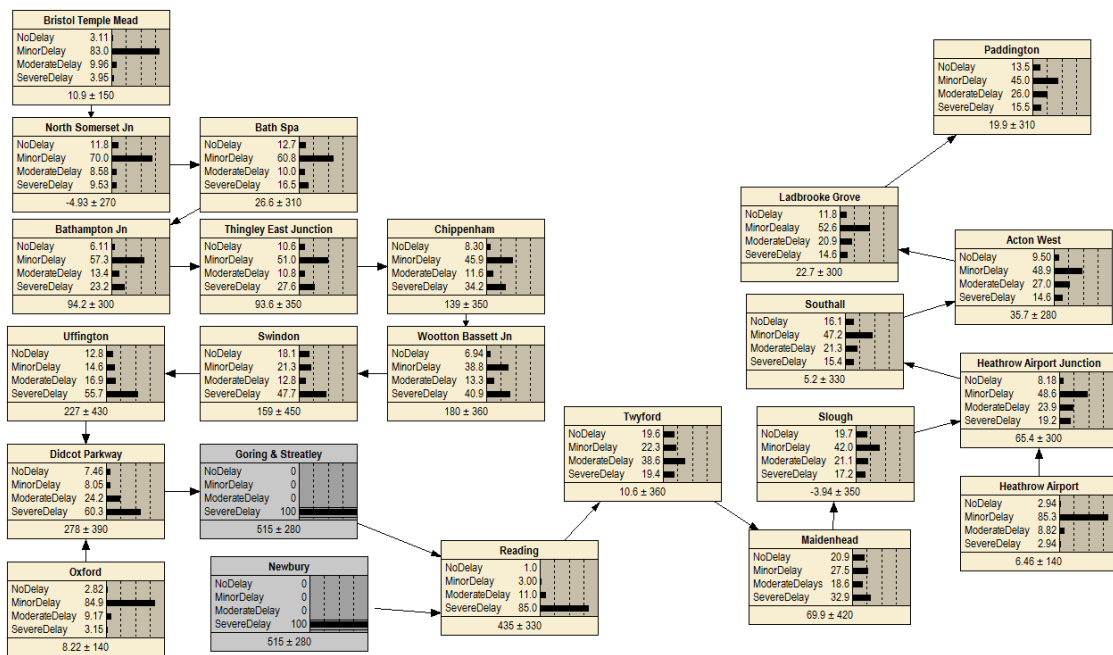 Bristol Temple Mead
NoDelay 3.11
MinorDelay 83.0
ModerateDelay 9.96
SevereDelay 3.95
10.9 ± 150
North Somerset Jn
NoDelay 11.8
MinorDelay 70.0
ModerateDelay 8.58
SevereDelay 9.53
-4.93 ± 270
Bath Spa
NoDelay 12.7
MinorDelay 60.8
ModerateDelay 10.0
SevereDelay 16.5
26.6 ± 310
Bathampton Jn
NoDelay 6.11
MinorDelay 57.3
ModerateDelay 13.4
SevereDelay 23.2
94.2 ± 300
Thingley East Junction
NoDelay 10.6
MinorDelay 51.0
ModerateDelay 10.8
SevereDelay 27.6
93.6 ± 350
Chippenham
NoDelay 8.30
MinorDelay 45.9
ModerateDelay 11.6
SevereDelay 34.2
139 ± 350
Uffington
NoDelay 12.8
MinorDelay 14.6
ModerateDelay 16.9
SevereDelay 55.7
227 ± 430
Swindon
NoDelay 18.1
MinorDelay 21.3
ModerateDelay 12.8
SevereDelay 47.7
159 ± 450
Wootton Bassett Jn
NoDelay 6.94
MinorDelay 38.8
ModerateDelay 13.3
SevereDelay 40.9
180 ± 360
Didcot Parkway
NoDelay 7.46
MinorDelay 8.05
ModerateDelay 24.2
SevereDelay 60.3
278 ± 390
Goring & Streatley
NoDelay 0
MinorDelay 0
ModerateDelay 0
SevereDelay 100
515 ± 280
Oxford
NoDelay 2.82
MinorDelay 84.9
ModerateDelay 9.17
SevereDelay 3.15
8.22 ± 140
Newbury
NoDelay 0
MinorDelay 0
ModerateDelay 0
SevereDelay 100
515 ± 280
Reading
NoDelay 1.0
MinorDelay 3.00
ModerateDelay 11.0
SevereDelay 85.0
435 ± 330
Twyford
NoDelay 19.6
MinorDelay 22.3
ModerateDelay 38.6
SevereDelay 19.4
10.6 ± 360
Maidenhead
NoDelay 20.9
MinorDelay 27.5
ModerateDelays 18.6
SevereDelay 32.9
69.9 ± 420
Slough
NoDelay 19.7
MinorDelay 42.0
ModerateDelay 21.1
SevereDelay 17.2
-3.94 ± 350
Heathrow Airport
NoDelay 2.94
MinorDelay 85.3
ModerateDelay 8.82
SevereDelay 2.94
6.46 ± 140
Heathrow Airport Junction
NoDelay 8.18
MinorDelay 48.6
ModerateDelay 23.9
SevereDelay 19.2
65.4 ± 300
Southall
NoDelay 16.1
MinorDelay 47.2
ModerateDelay 21.3
SevereDelay 15.4
5.2 ± 330
Acton West
NoDelay 9.50
MinorDelay 48.9
ModerateDelay 27.0
SevereDelay 14.6
35.7 ± 280
Ladbrooke Grove
NoDelay 11.8
MinorDealay 52.6
ModerateDelay 20.9
SevereDelay 14.6
22.7 ± 300
Paddington
NoDelay 13.5
MinorDelay 45.0
ModerateDelay 26.0
SevereDelay 15.5
19.9 ± 310